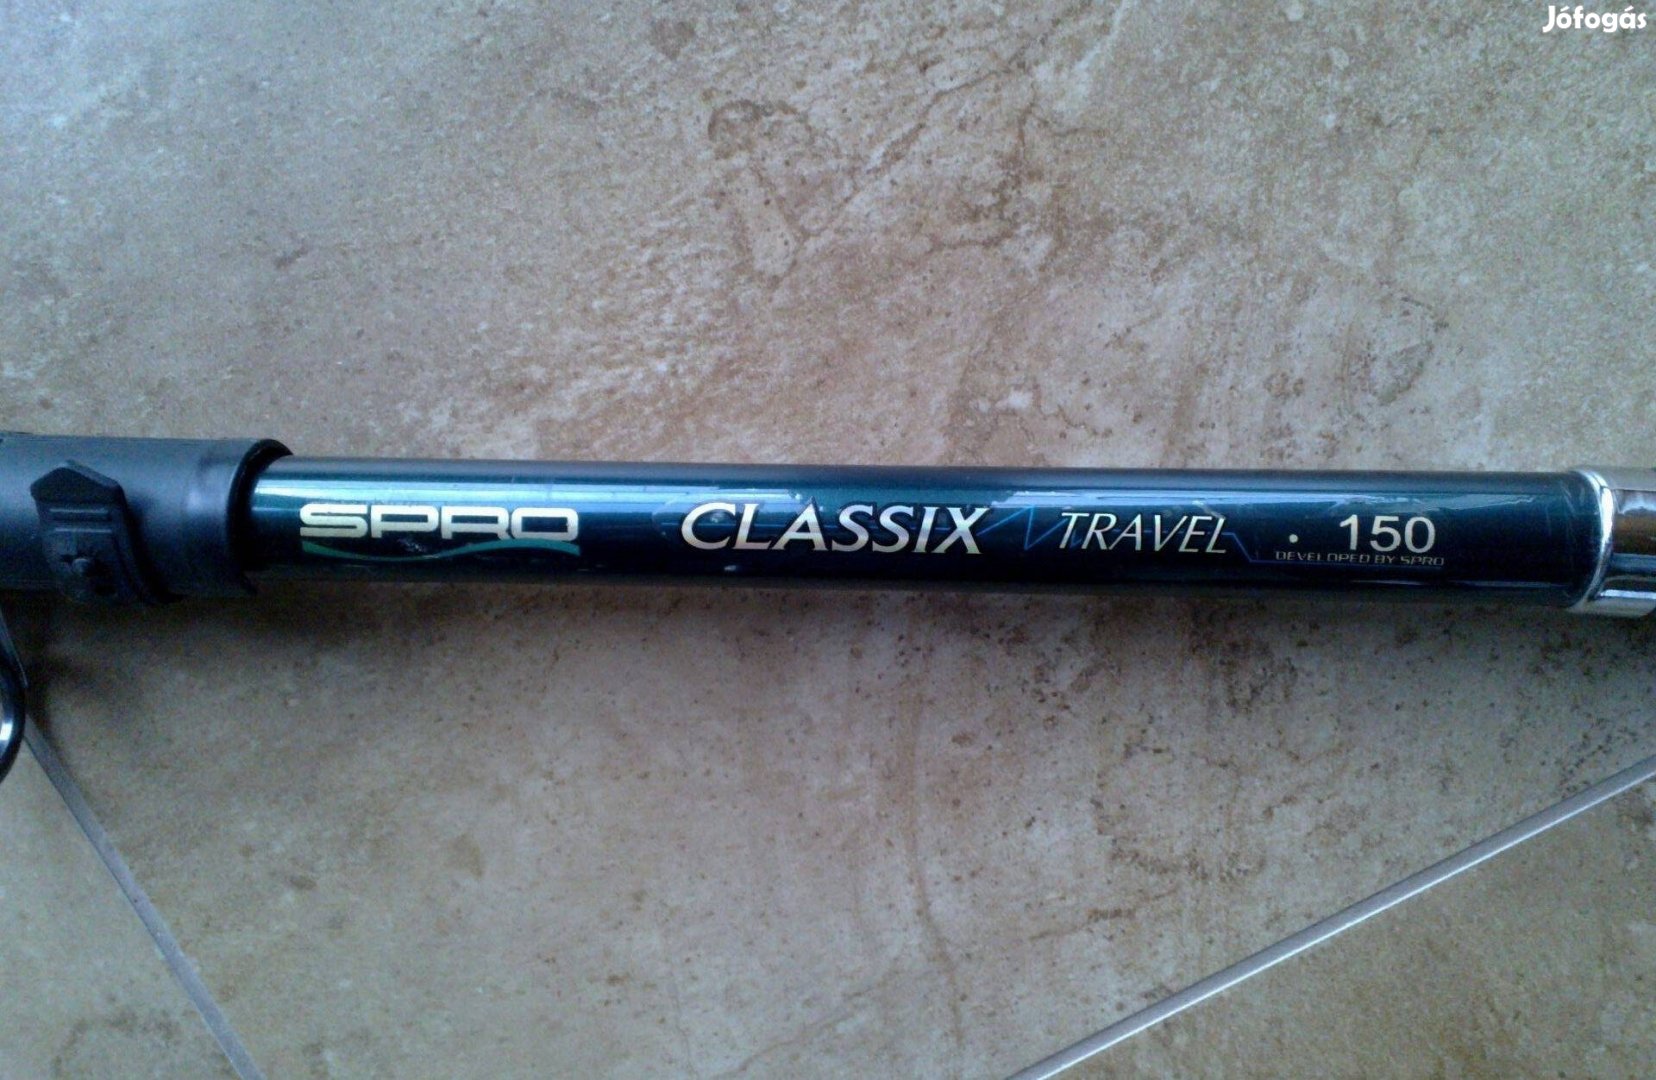 Jófogás
SPRO CLASSIX TRAVEL . 150
DEVELOPED BY SPRO